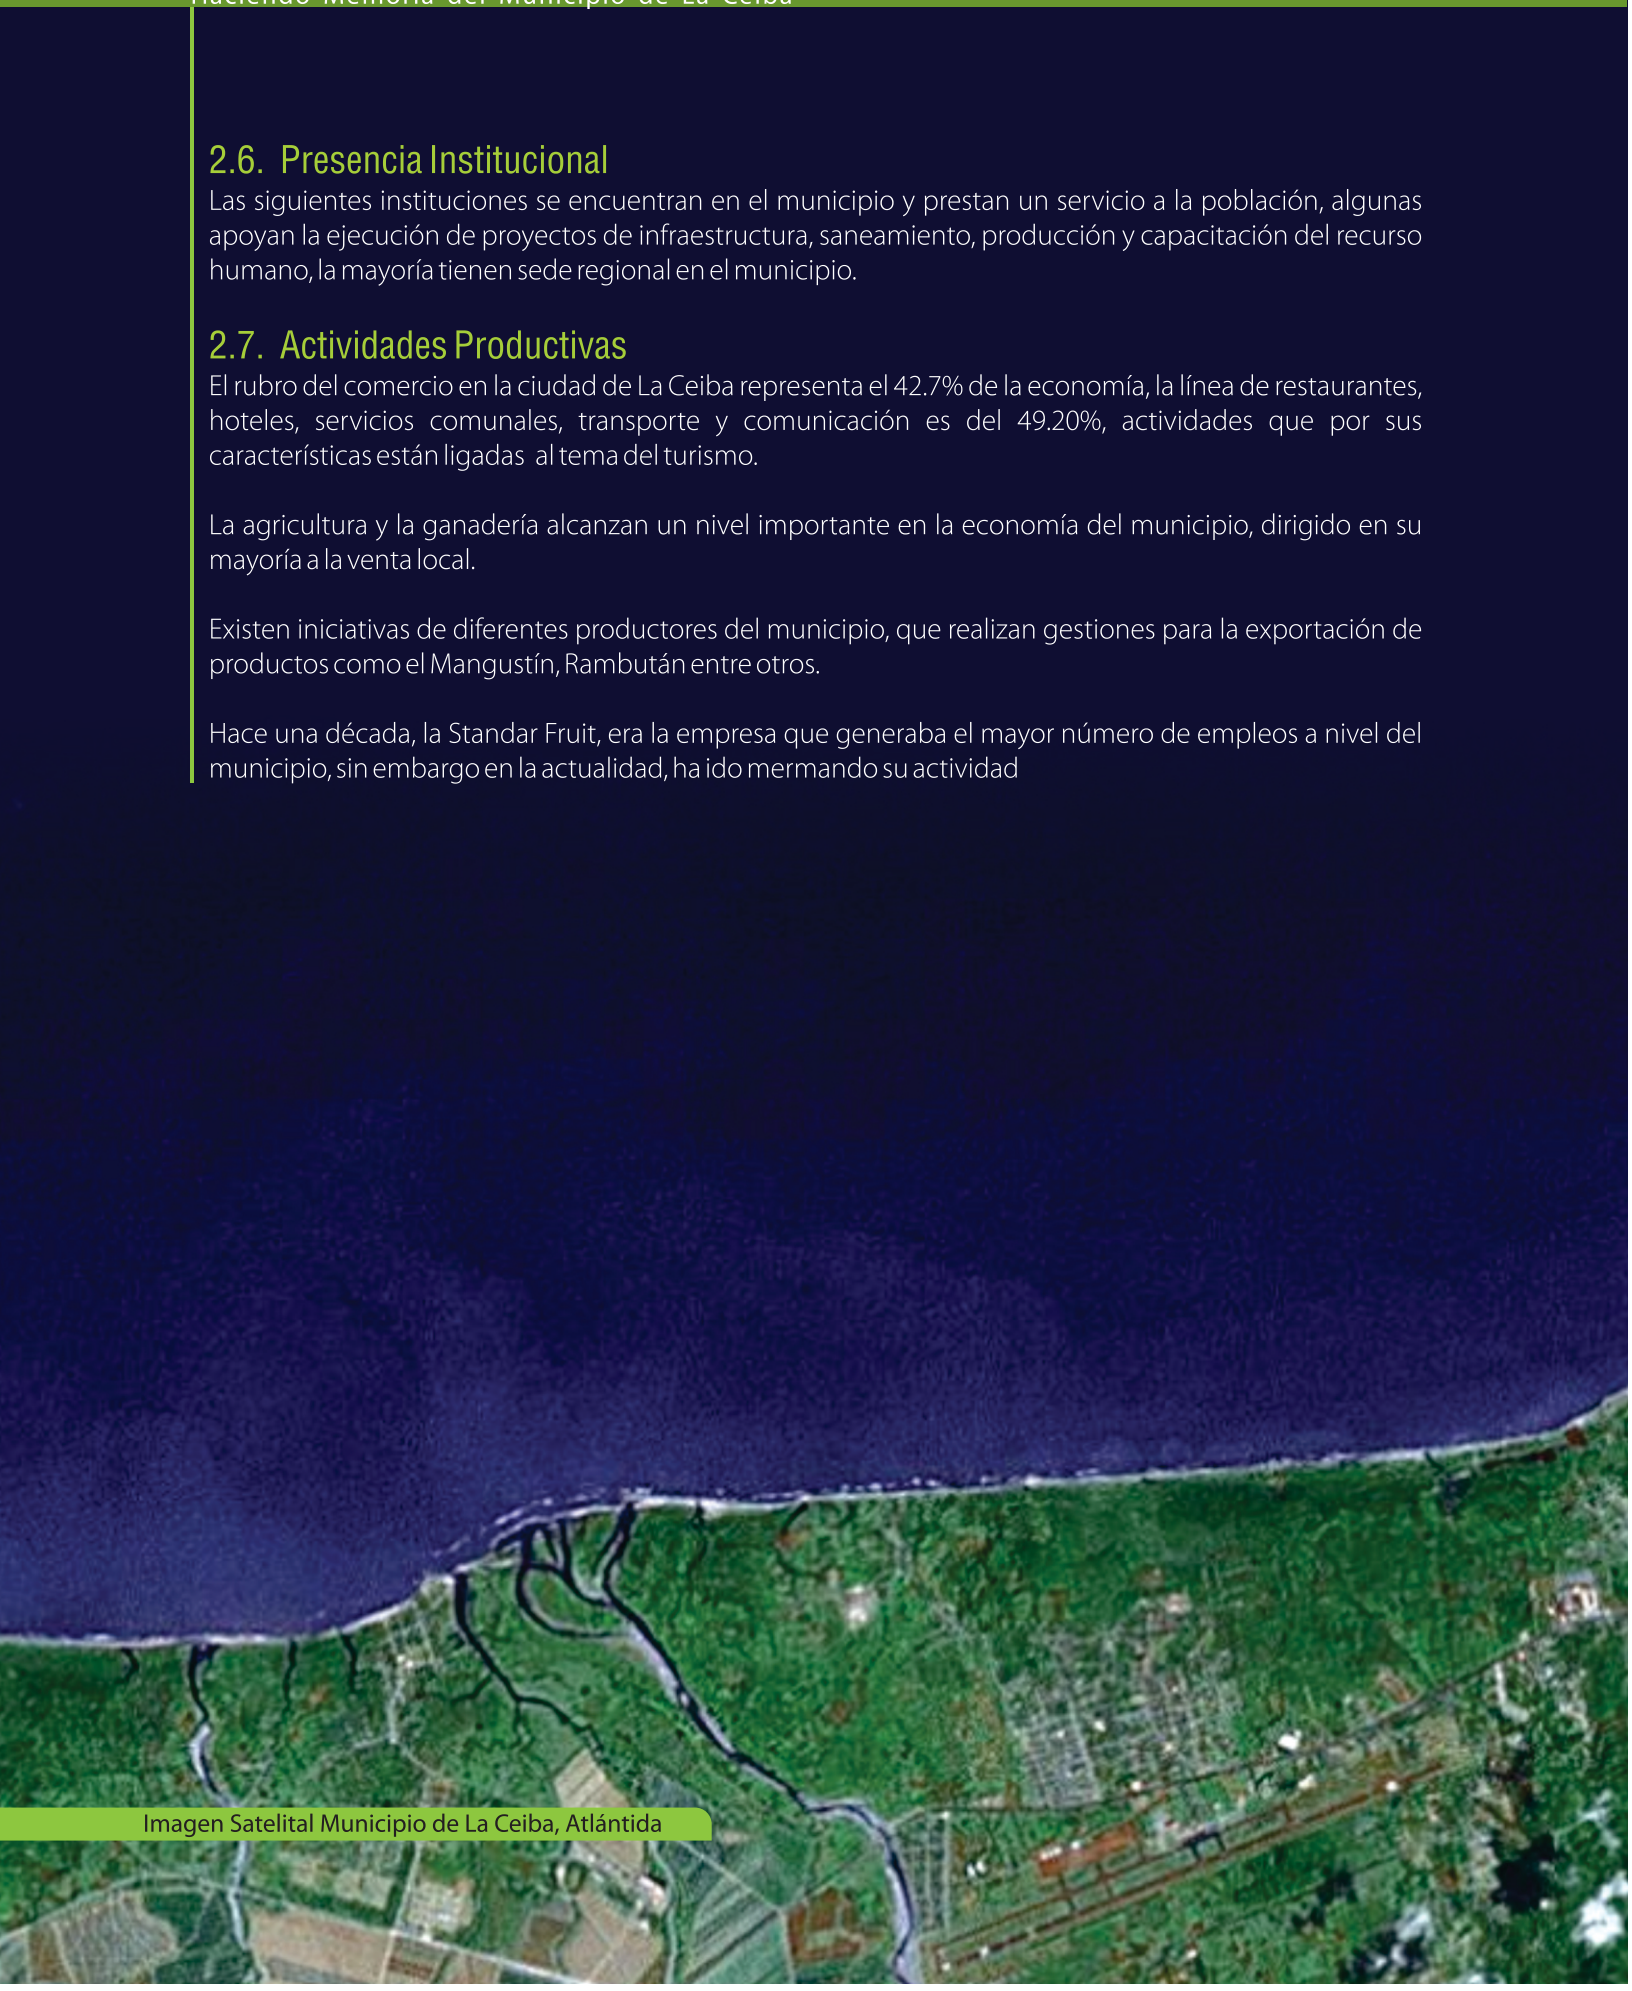 Haciendo Memoria del Municipio de La Ceiba
2.6. Presencia Institucional
Las siguientes instituciones se encuentran en el municipio y prestan un servicio a la población, algunas
apoyan la ejecución de proyectos de infraestructura, saneamiento, producción y capacitación del recurso
humano, la mayoría tienen sede regional en el municipio.
2.7. Actividades Productivas
El rubro del comercio en la ciudad de La Ceiba representa el 42.7% de la economía, la línea de restaurantes,
hoteles, servicios comunales, transporte y comunicación es del 49.20%, actividades que por sus
características están ligadas al tema del turismo.
La agricultura y la ganadería alcanzan un nivel importante en la economía del municipio, dirigido en su
mayoría a la venta local.
Existen iniciativas de diferentes productores del municipio, que realizan gestiones para la exportación de
productos como el Mangustín, Rambután entre otros.
Hace una década, la Standar Fruit, era la empresa que generaba el mayor número de empleos a nivel del
municipio, sin embargo en la actualidad, ha ido mermando su actividad
Imagen Satelital Municipio de La Ceiba, Atlántida